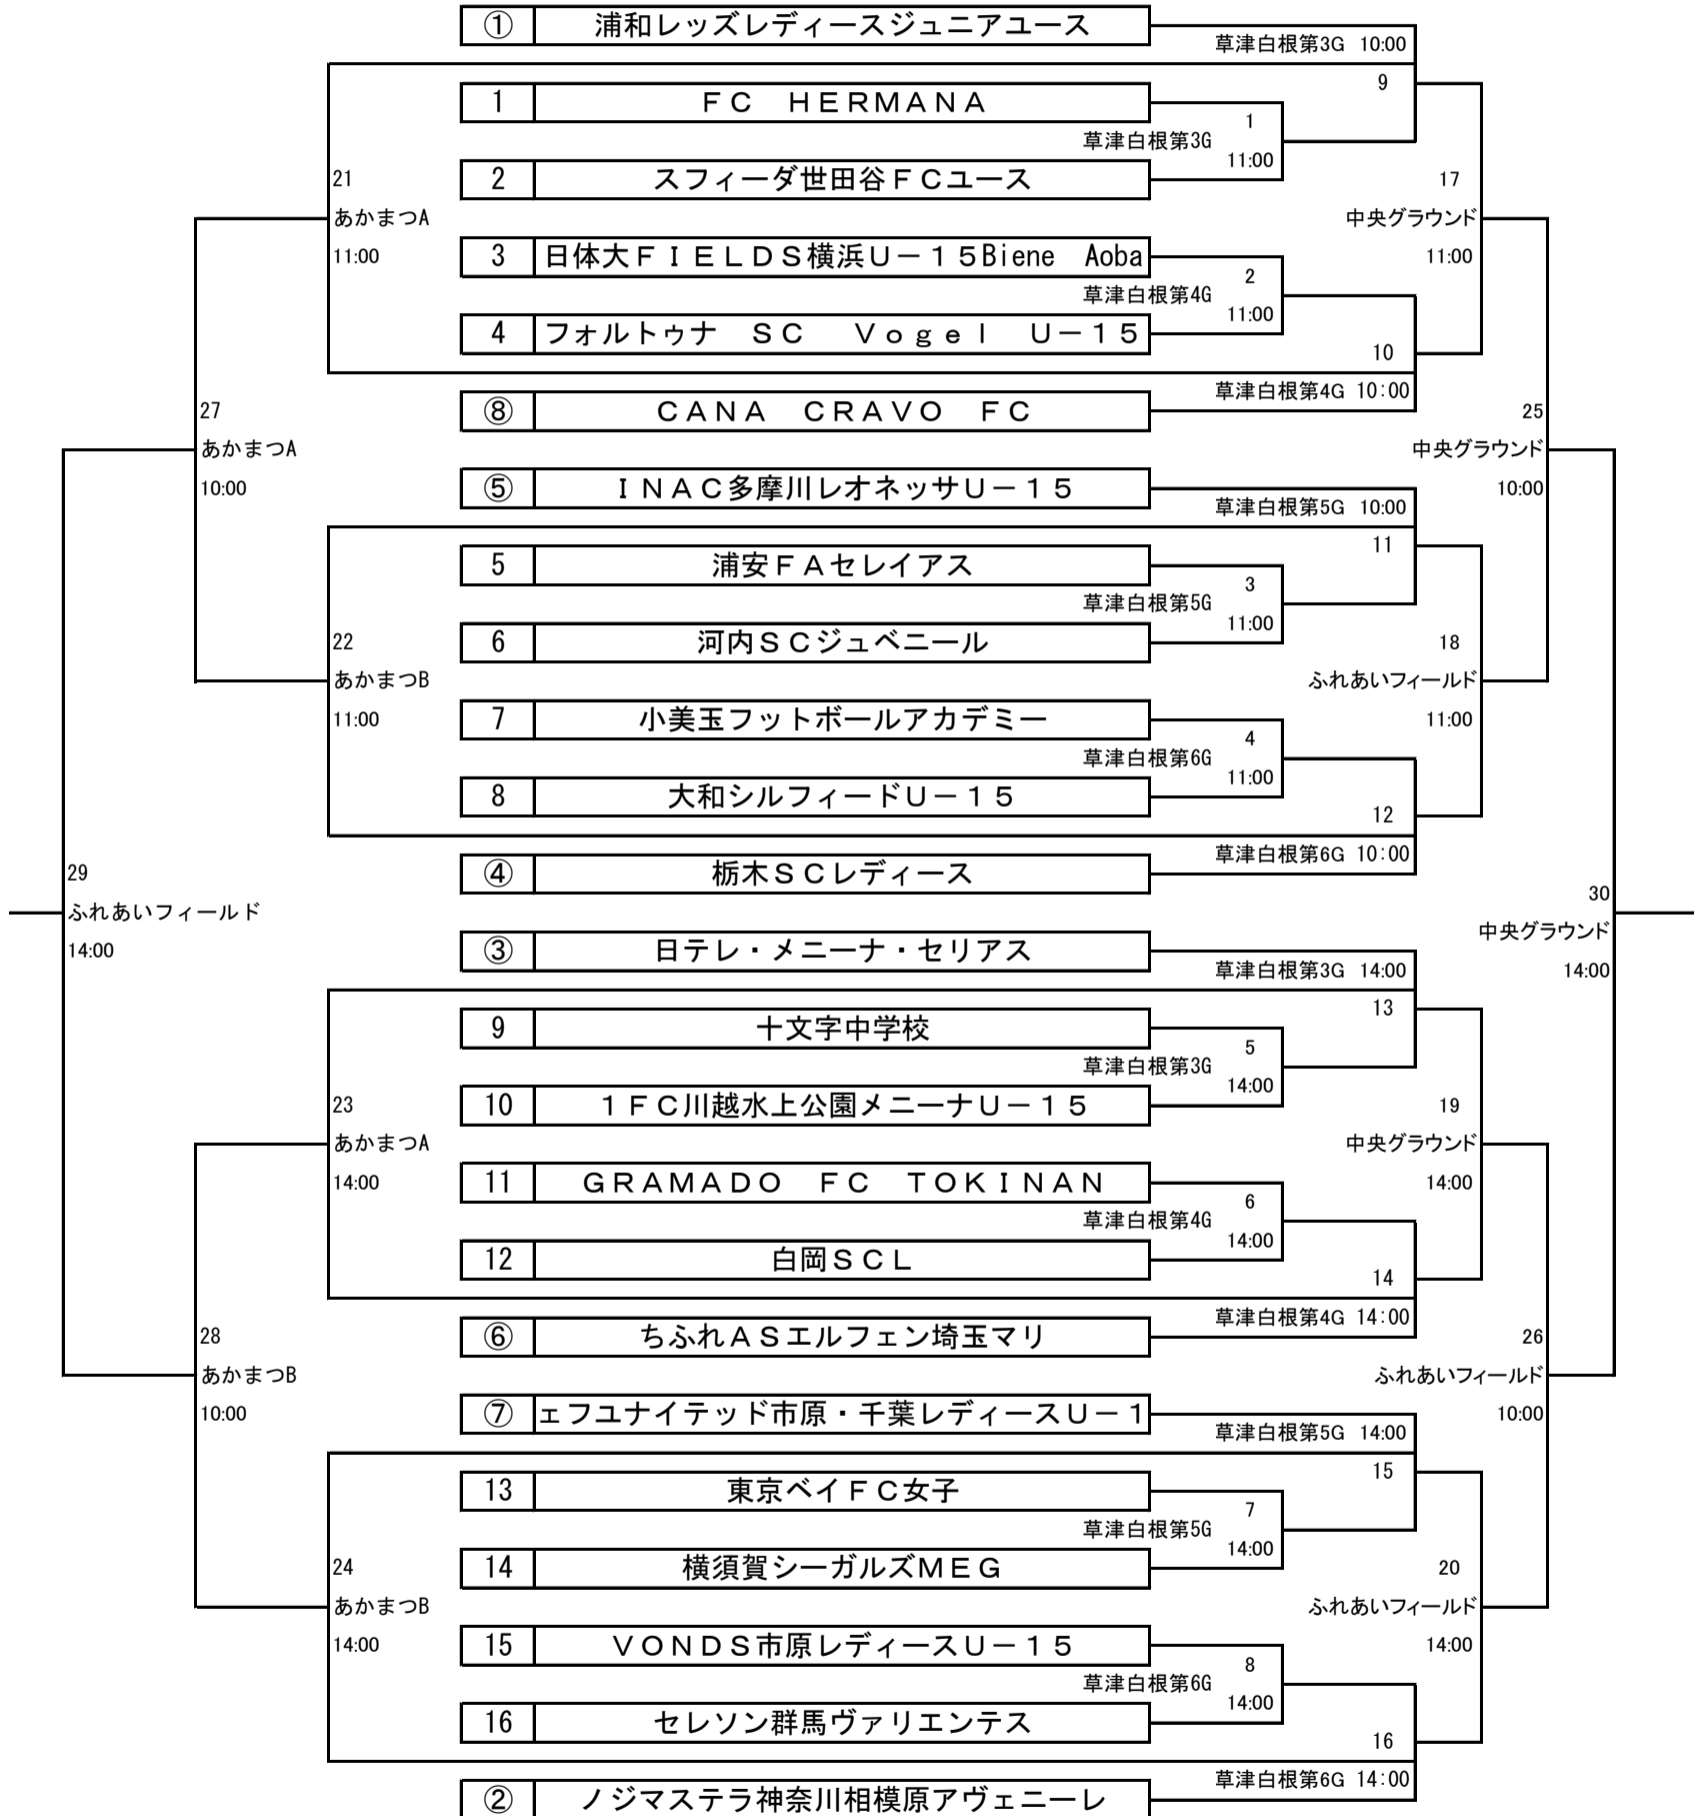 ① 浦和レッズレディースジュニアユース
草津白根第3G 10:00
9
1 ＦＣ　ＨＥＲＭＡＮＡ
1
草津白根第3G
11:00
2 スフィーダ世田谷ＦＣユース
21
あかまつA
11:00
17
中央グラウンド
11:00
3 日体大ＦＩＥＬＤＳ横浜Ｕ－１５Biene　Aoba
2
草津白根第4G
11:00
4 フォルトゥナ　ＳＣ　Ｖｏｇｅｌ　Ｕ－１５
10
草津白根第4G 10:00
⑧ ＣＡＮＡ　ＣＲＡＶＯ　ＦＣ
27
あかまつA
10:00
25
中央グラウンド
10:00
⑤ ＩＮＡＣ多摩川レオネッサＵ－１５
草津白根第5G 10:00
11
5 浦安ＦＡセレイアス
3
草津白根第5G
11:00
6 河内ＳＣジュベニール
22
あかまつB
11:00
18
ふれあいフィールド
11:00
7 小美玉フットボールアカデミー
4
草津白根第6G
11:00
8 大和シルフィードＵ－１５
12
草津白根第6G 10:00
④ 栃木ＳＣレディース
29
ふれあいフィールド
14:00
30
中央グラウンド
14:00
③ 日テレ・メニーナ・セリアス
草津白根第3G 14:00
13
9 十文字中学校
5
草津白根第3G
14:00
10 １ＦＣ川越水上公園メニーナＵ－１５
23
あかまつA
14:00
19
中央グラウンド
14:00
11 ＧＲＡＭＡＤＯ　ＦＣ　ＴＯＫＩＮＡＮ
6
草津白根第4G
14:00
12 白岡ＳＣＬ
14
草津白根第4G 14:00
⑥ ちふれＡＳエルフェン埼玉マリ
28
あかまつB
10:00
26
ふれあいフィールド
10:00
⑦ ェフユナイテッド市原・千葉レディースＵ－１
草津白根第5G 14:00
15
13 東京ベイＦＣ女子
7
草津白根第5G
14:00
14 横須賀シーガルズＭＥＧ
24
あかまつB
14:00
20
ふれあいフィールド
14:00
15 ＶＯＮＤＳ市原レディースＵ－１５
8
草津白根第6G
14:00
16 セレソン群馬ヴァリエンテス
16
草津白根第6G 14:00
② ノジマステラ神奈川相模原アヴェニーレ